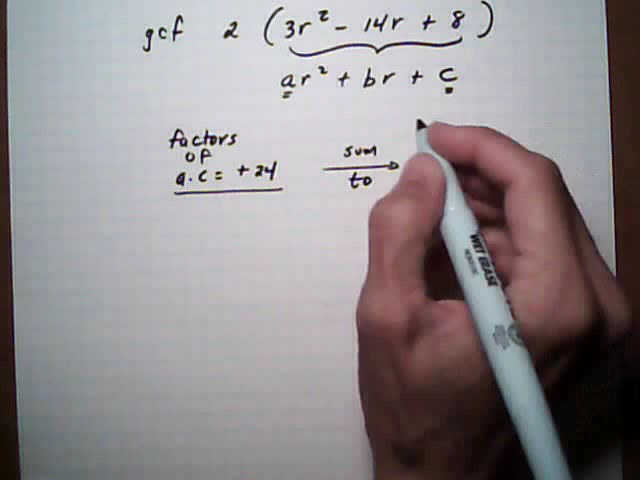 gcf 2 (3r² - 14r + 8)
ar² + br + c
factors
of
a·c = +24
sum
to
WET ERASE